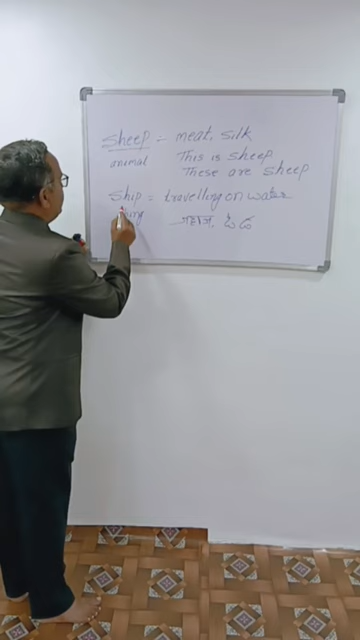 Sheep = meat, silk
animal This is sheep
These are sheep
Ship = travelling on water
जहाज,